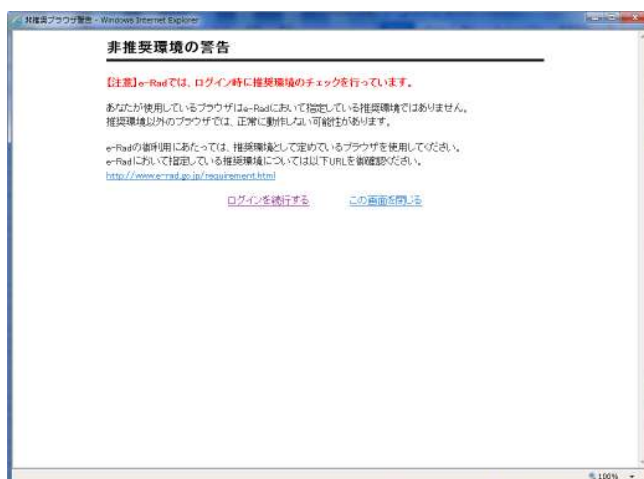 非推奨ブラウザ警告 - Windows Internet Explorer
非推奨環境の警告
【注意】e-Radでは、ログイン時に推奨環境のチェックを行っています。
あなたが使用しているブラウザはe-Radにおいて指定している推奨環境ではありません。
推奨環境以外のブラウザでは、正常に動作しない可能性があります。
e-Radの御利用にあたっては、推奨環境として定めているブラウザを使用してください。
e-Radにおいて指定している推奨環境については以下URLを御確認ください。
http://www.e-rad.go.jp/requirement.html
ログインを続行する この画面を閉じる
100%